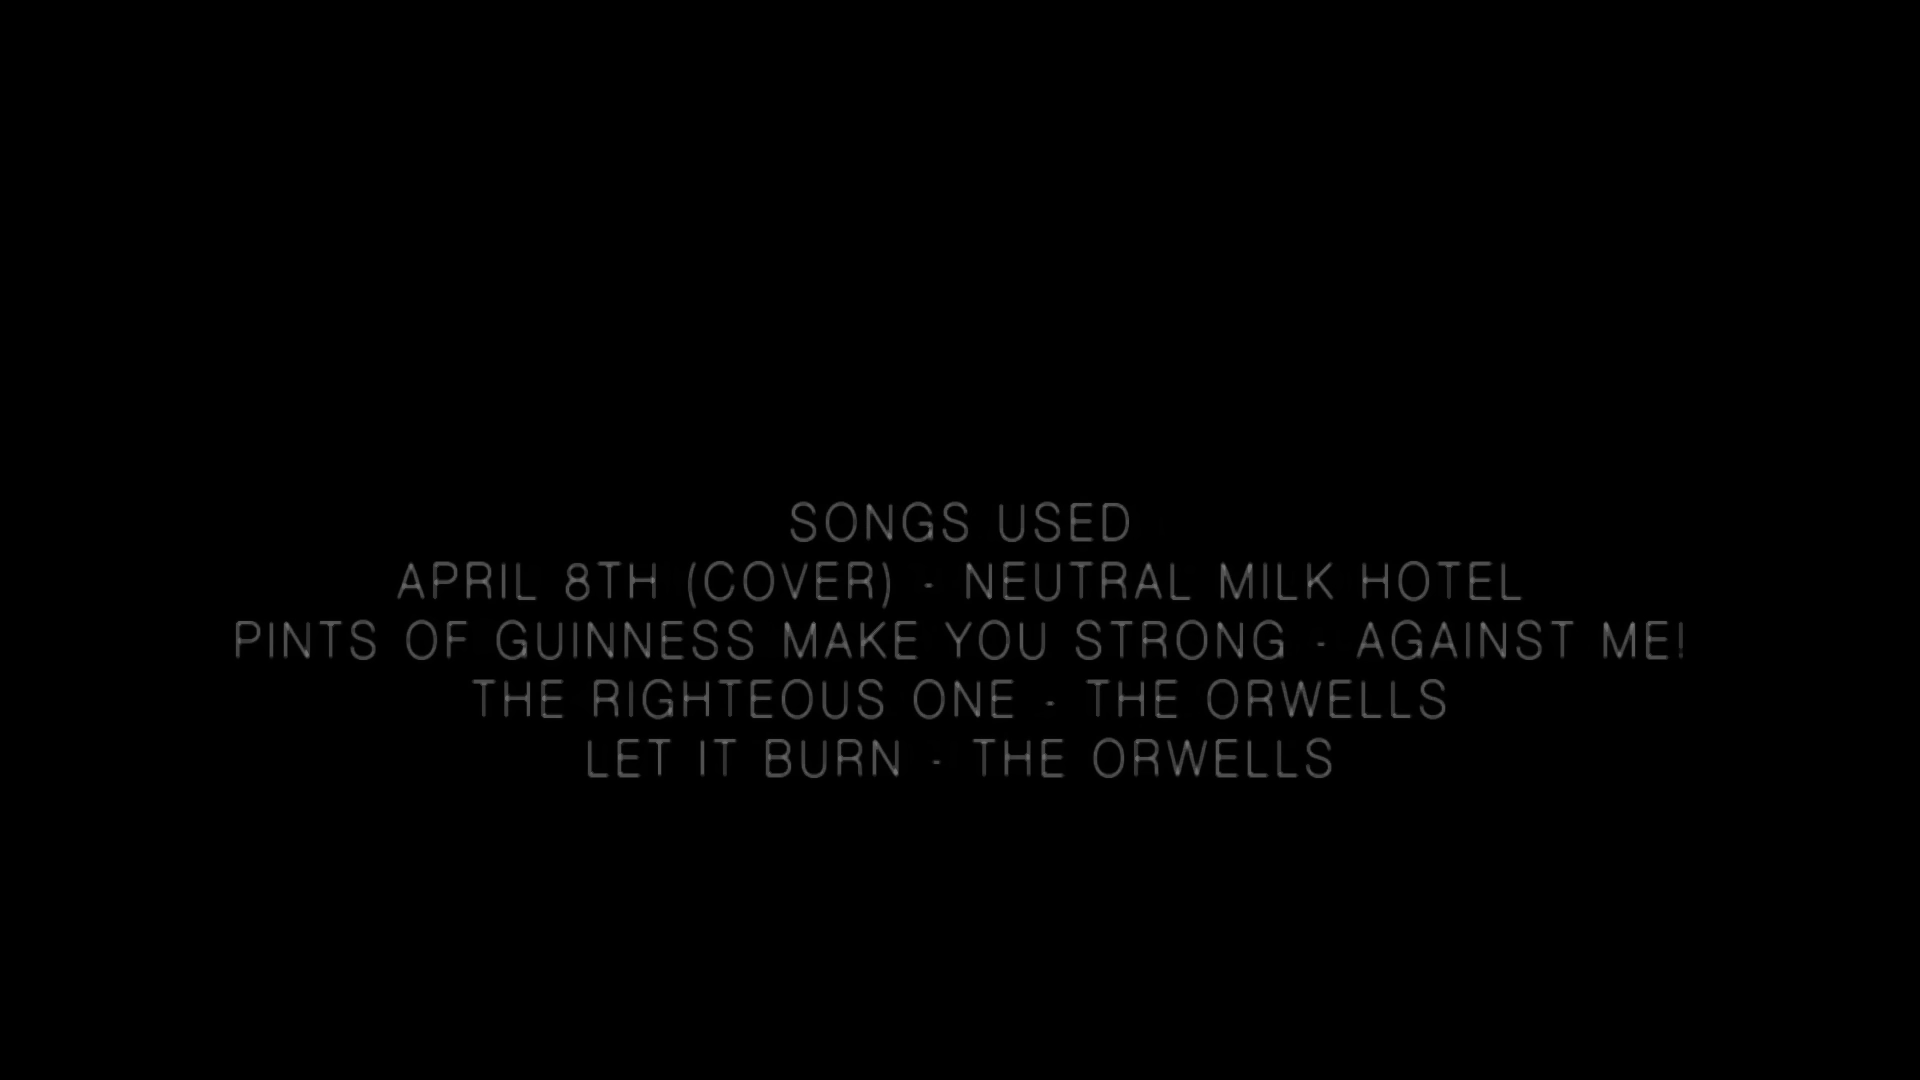 SONGS USED
APRIL 8TH (COVER) - NEUTRAL MILK HOTEL
PINTS OF GUINNESS MAKE YOU STRONG - AGAINST ME!
THE RIGHTEOUS ONE - THE ORWELLS
LET IT BURN - THE ORWELLS